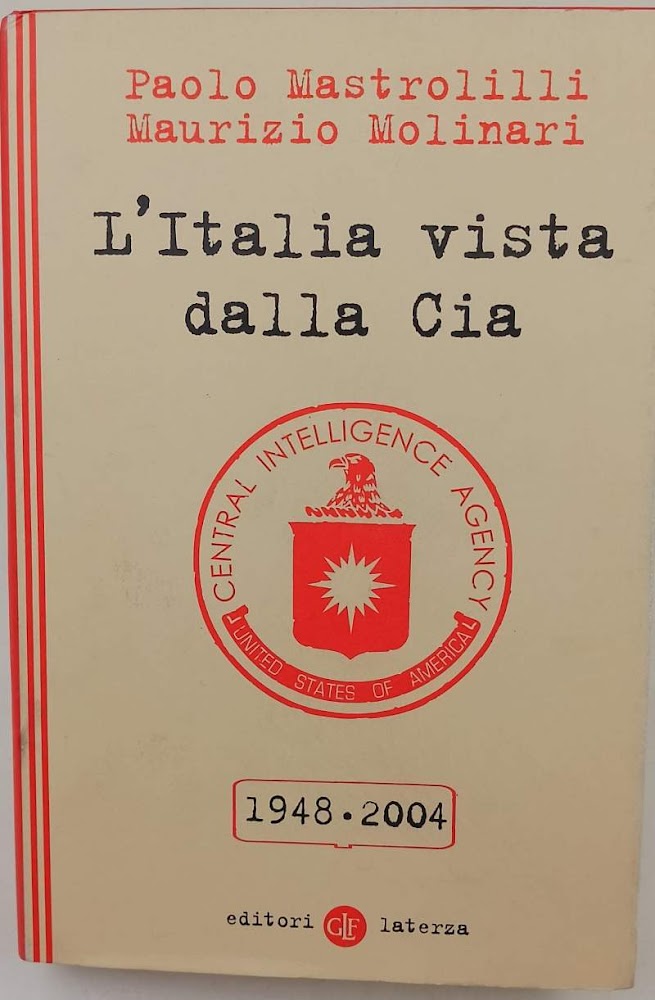 Paolo Mastrolilli
Maurizio Molinari
L'Italia vista
dalla Cia
CENTRAL INTELLIGENCE AGENCY
UNITED STATES OF AMERICA
1948·2004
editori GLF laterza